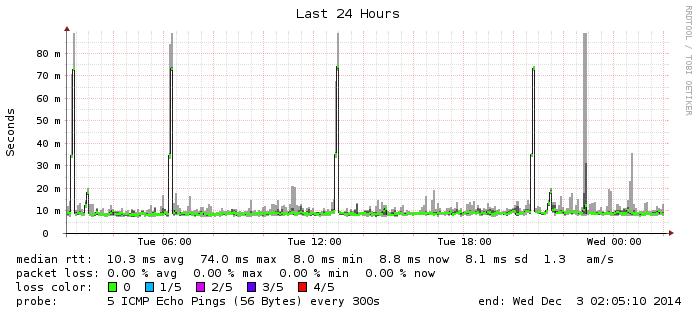 Last 24 Hours
RRDTOOL / TOBI OETIKER
Seconds
80 m
70 m
60 m
50 m
40 m
30 m
20 m
10 m
0
Tue 06:00 Tue 12:00 Tue 18:00 Wed 00:00
median rtt: 10.3 ms avg 74.0 ms max 8.0 ms min 8.8 ms now 8.1 ms sd 1.3 am/s
packet loss: 0.00 % avg 0.00 % max 0.00 % min 0.00 % now
loss color: 0 1/5 2/5 3/5 4/5
probe: 5 ICMP Echo Pings (56 Bytes) every 300s end: Wed Dec 3 02:05:10 2014